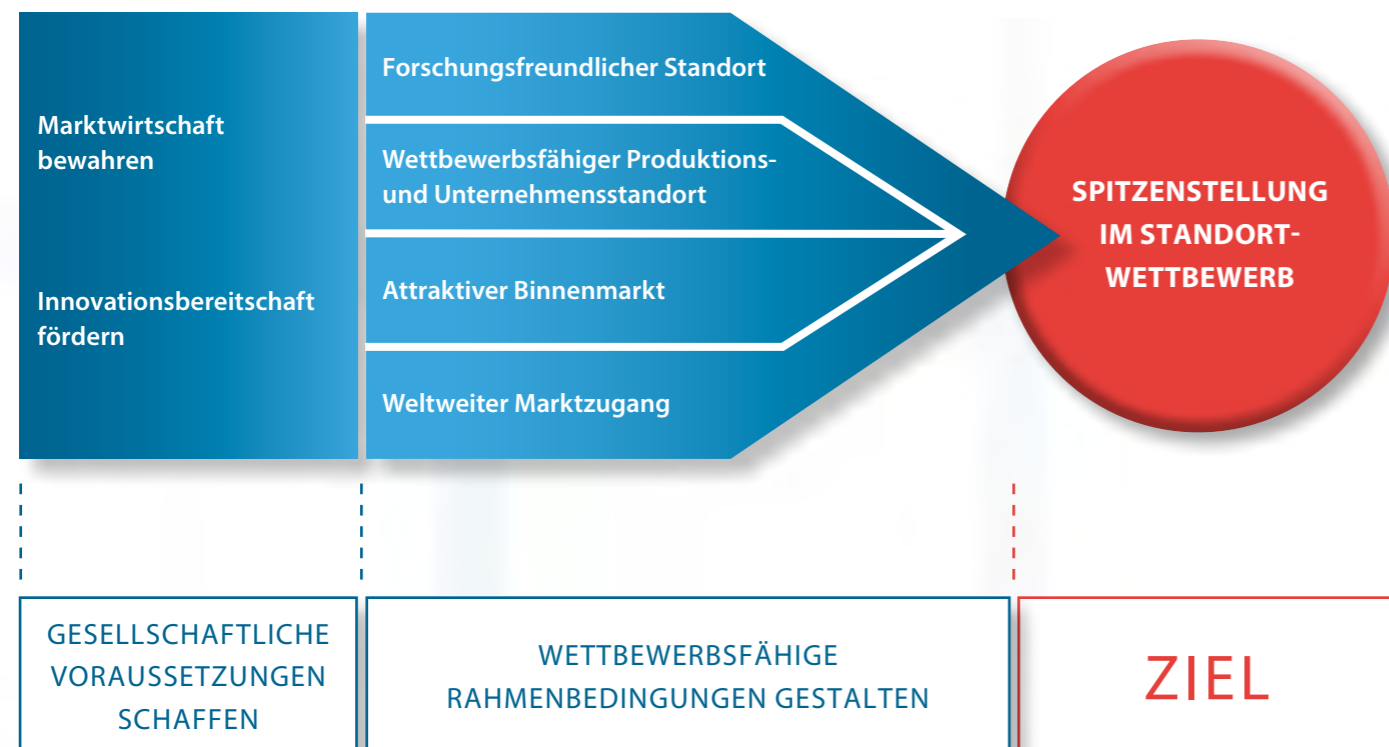 Marktwirtschaft
bewahren
Innovationsbereitschaft
fördern
Forschungsfreundlicher Standort
Wettbewerbsfähiger Produktions-
und Unternehmensstandort
Attraktiver Binnenmarkt
Weltweiter Marktzugang
SPITZENSTELLUNG
IM STANDORT-
WETTBEWERB
GESELLSCHAFTLICHE
VORAUSSETZUNGEN
SCHAFFEN
WETTBEWERBSFÄHIGE
RAHMENBEDINGUNGEN GESTALTEN
ZIEL